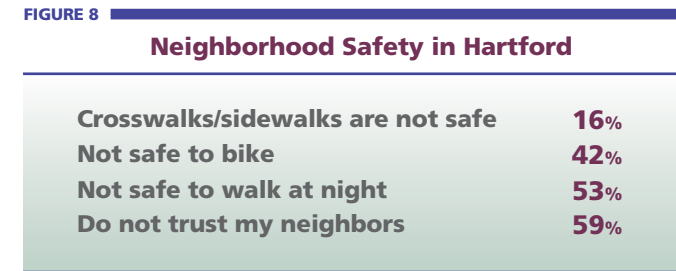 FIGURE 8
Neighborhood Safety in Hartford
Crosswalks/sidewalks are not safe 16%
Not safe to bike 42%
Not safe to walk at night 53%
Do not trust my neighbors 59%